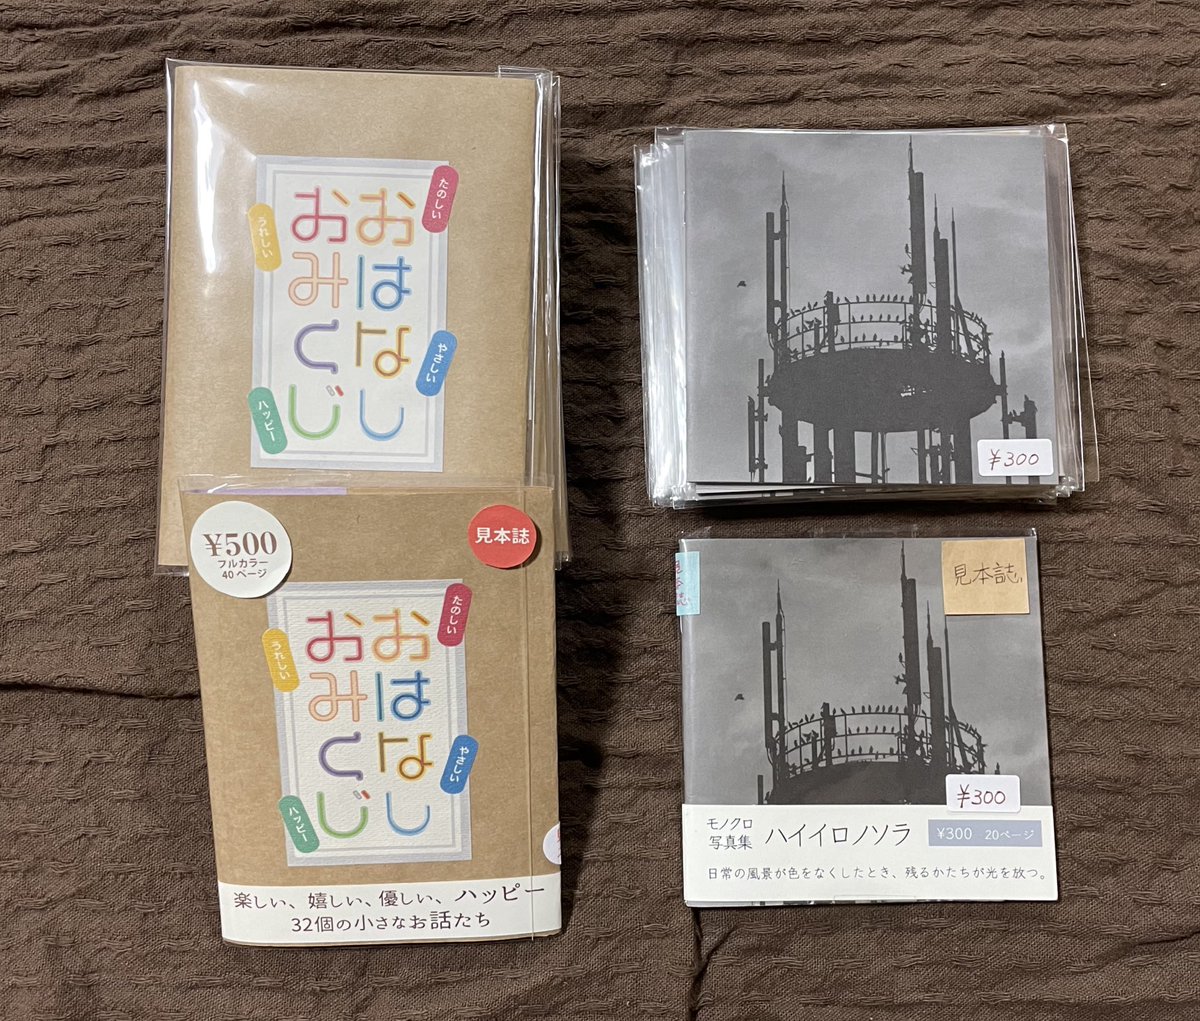 おはなし
おみくじ
たのしい
うれしい
やさしい
ハッピー
¥500
フルカラー
40ページ
見本誌
おはなし
おみくじ
たのしい
うれしい
やさしい
ハッピー
楽しい、嬉しい、優しい、ハッピー
32個の小さなお話たち
¥300
見本誌
見本誌
¥300
モノクロ
写真集
ハイイロノソラ
¥300 20ページ
日常の風景が色をなくしたとき、残るかたちが光を放つ。